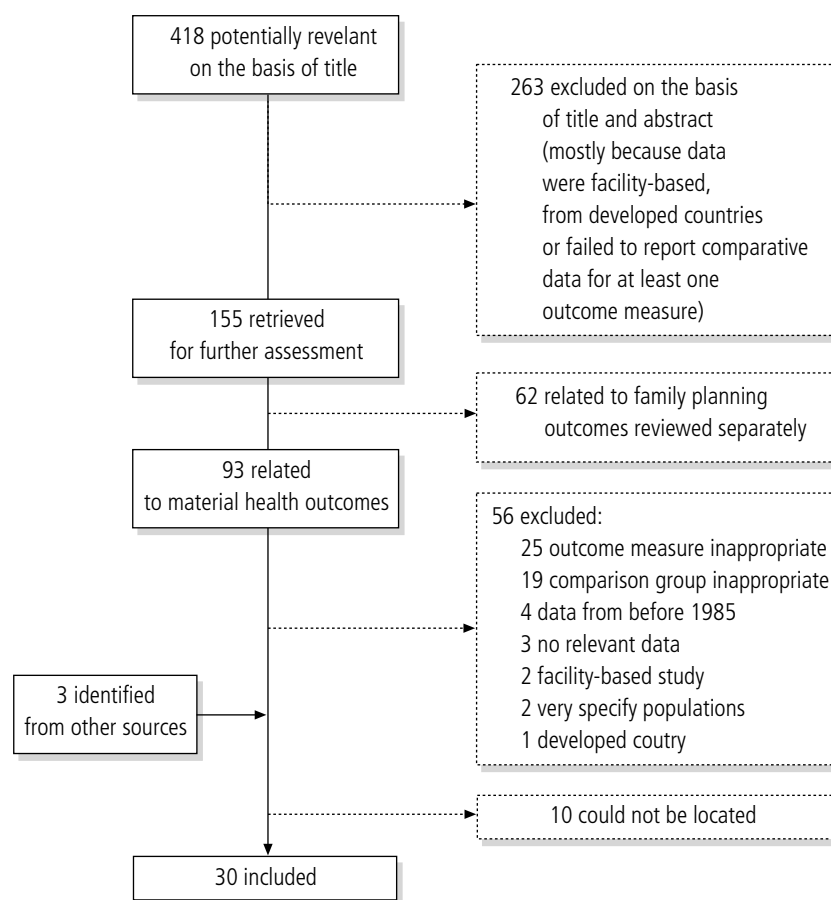 418 potentially revelant
on the basis of title
263 excluded on the basis
of title and abstract
(mostly because data
were facility-based,
from developed countries
or failed to report comparative
data for at least one
outcome measure)
155 retrieved
for further assessment
62 related to family planning
outcomes reviewed separately
93 related
to material health outcomes
56 excluded:
25 outcome measure inappropriate
19 comparison group inappropriate
4 data from before 1985
3 no relevant data
2 facility-based study
2 very specify populations
1 developed coutry
3 identified
from other sources
10 could not be located
30 included